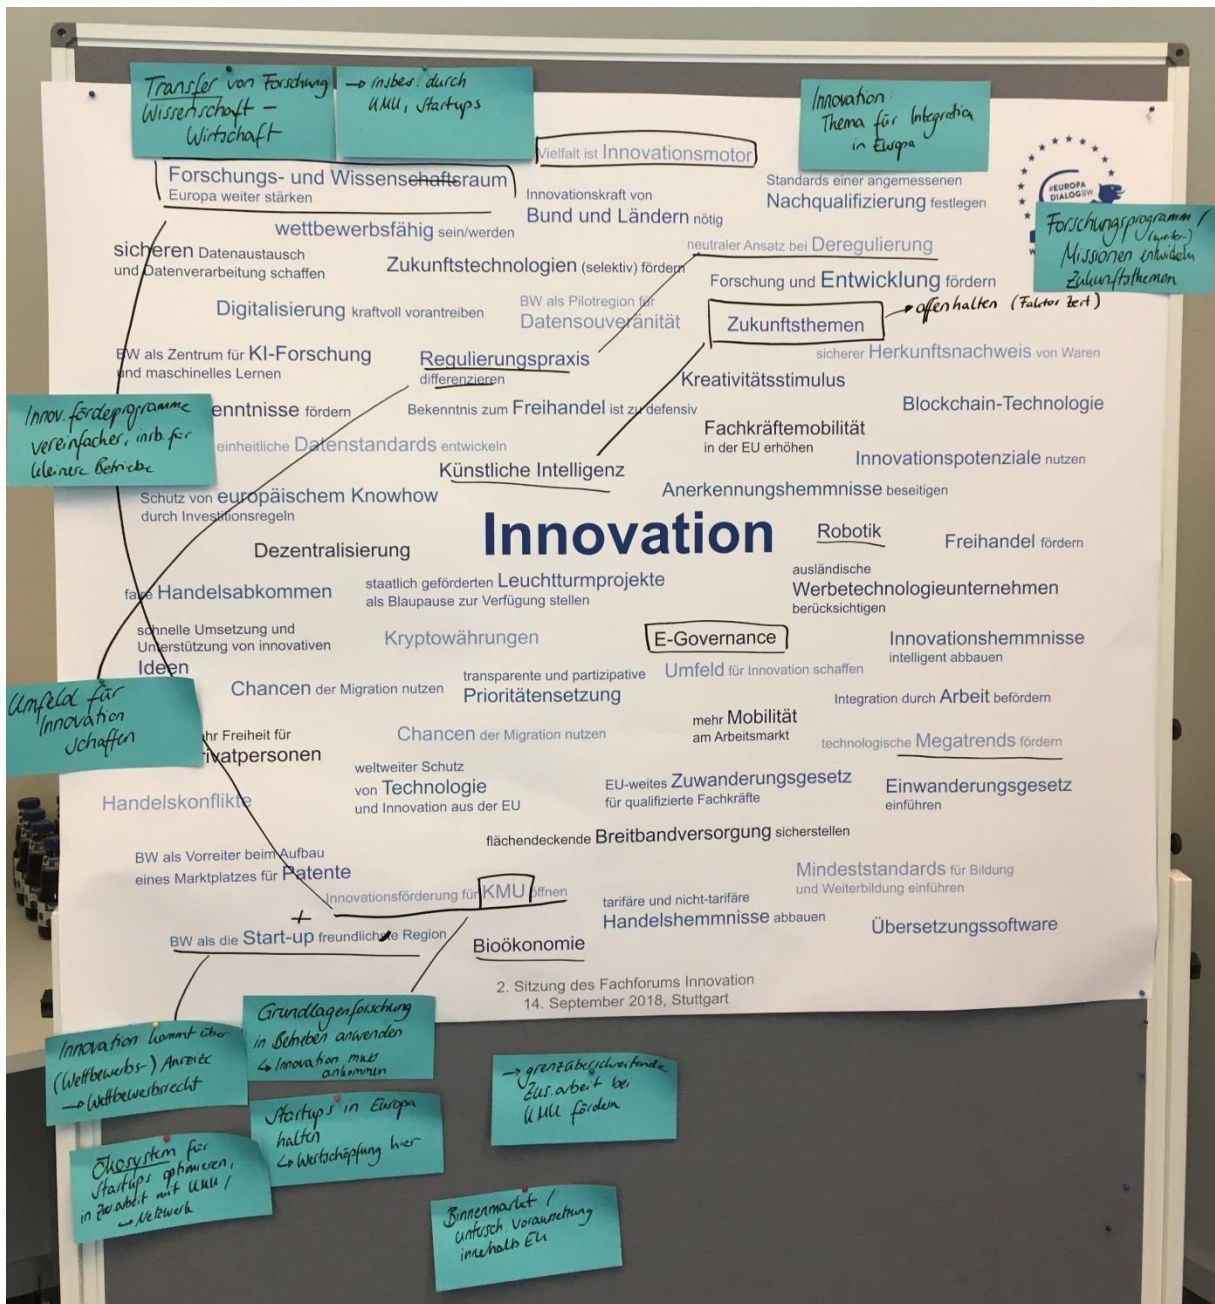 Transfer von Forschung
Wissenschaft –
Wirtschaft
→ insbes. durch
KMU, Startups
Innovation:
Thema für Integration
in Europa
Vielfalt ist Innovationsmotor
Forschungs- und Wissenschaftsraum
Europa weiter stärken
Innovationskraft von
Bund und Ländern nötig
Standards einer angemessenen
Nachqualifizierung festlegen
#EUROPA
DIALOGBW
Forschungsprogramm /
(weiter)
Missionen entwickeln
Zukunftsthemen
wettbewerbsfähig sein/werden
sicheren Datenaustausch
und Datenverarbeitung schaffen
Zukunftstechnologien (selektiv) fördern
neutraler Ansatz bei Deregulierung
Forschung und Entwicklung fördern
Digitalisierung kraftvoll vorantreiben
BW als Pilotregion für
Datensouveränität
Zukunftsthemen
→ offenhalten (Faktor Zeit)
BW als Zentrum für KI-Forschung
und maschinelles Lernen
Regulierungspraxis
differenzieren
sicherer Herkunftsnachweis von Waren
Kreativitätsstimulus
Innov.förderprogramme
vereinfachen, insb. für
kleinere Betriebe
enntnisse fördern
Bekenntnis zum Freihandel ist zu defensiv
Blockchain-Technologie
einheitliche Datenstandards entwickeln
Fachkräftemobilität
in der EU erhöhen
Künstliche Intelligenz
Innovationspotenziale nutzen
Schutz von europäischem Knowhow
durch Investitionsregeln
Anerkennungshemmnisse beseitigen
Dezentralisierung
Innovation
Robotik
Freihandel fördern
faire Handelsabkommen
staatlich geförderten Leuchtturmprojekte
als Blaupause zur Verfügung stellen
ausländische
Werbetechnologieunternehmen
berücksichtigen
schnelle Umsetzung und
Unterstützung von innovativen
Ideen
Kryptowährungen
E-Governance
Innovationshemmnisse
intelligent abbauen
Umfeld für
Innovation
schaffen
Chancen der Migration nutzen
transparente und partizipative
Prioritätensetzung
Umfeld für Innovation schaffen
Integration durch Arbeit befördern
hr Freiheit für
rivatpersonen
Chancen der Migration nutzen
mehr Mobilität
am Arbeitsmarkt
technologische Megatrends fördern
Handelskonflikte
weltweiter Schutz
von Technologie
und Innovation aus der EU
EU-weites Zuwanderungsgesetz
für qualifizierte Fachkräfte
Einwanderungsgesetz
einführen
flächendeckende Breitbandversorgung sicherstellen
BW als Vorreiter beim Aufbau
eines Marktplatzes für Patente
Innovationsförderung für KMU öffnen
Mindeststandards für Bildung
und Weiterbildung einführen
+
BW als die Start-up freundlichste Region
Bioökonomie
tarifäre und nicht-tarifäre
Handelshemmnisse abbauen
Übersetzungssoftware
2. Sitzung des Fachforums Innovation
14. September 2018, Stuttgart
Innovation kommt über
(Wettbewerbs-) Anreize
→ Wettbewerbsrecht
Grundlagenforschung
in Betrieben anwenden
↳ Innovation muss
ankommen
→ grenzüberschreitende
Zus.arbeit bei
KMU fördern
Startups in Europa
halten
↳ Wertschöpfung hier
Ökosystem für
Startups optimieren,
in Zus.arbeit mit KMU /
→ Netzwerk
Binnenmarkt /
Voraussetzung
innerhalb EU